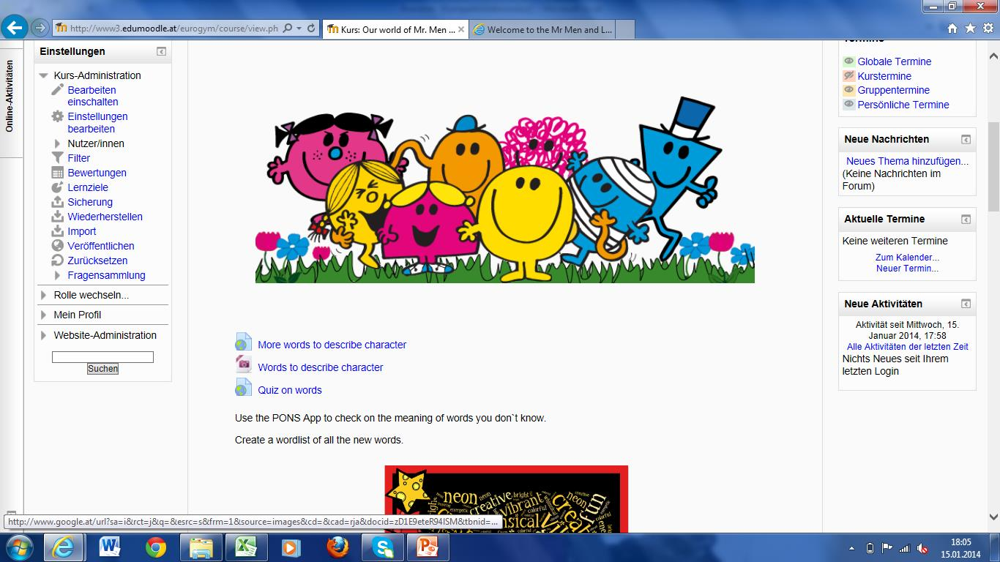 http://www3.edumoodle.at/eurogym/course/view.ph
Kurs: Our world of Mr. Men ...
Welcome to the Mr Men and L...
Online-Aktivitäten
Einstellungen
Kurs-Administration
Bearbeiten
einschalten
Einstellungen
bearbeiten
Nutzer/innen
Filter
Bewertungen
Lernziele
Sicherung
Wiederherstellen
Import
Veröffentlichen
Zurücksetzen
Fragensammlung
Rolle wechseln...
Mein Profil
Website-Administration
Suchen
More words to describe character
Words to describe character
Quiz on words
Use the PONS App to check on the meaning of words you don`t know.
Create a wordlist of all the new words.
neon
neon
creative
bright
vibrant
creative
fun
colorful
Termine
Globale Termine
Kurstermine
Gruppentermine
Persönliche Termine
Neue Nachrichten
Neues Thema hinzufügen...
(Keine Nachrichten im
Forum)
Aktuelle Termine
Keine weiteren Termine
Zum Kalender...
Neuer Termin...
Neue Aktivitäten
Aktivität seit Mittwoch, 15.
Januar 2014, 17:58
Alle Aktivitäten der letzten Zeit
Nichts Neues seit Ihrem
letzten Login
http://www.google.at/url?sa=i&rct=j&q=&esrc=s&frm=1&source=images&cd=&cad=rja&docid=zD1E9eteR94ISM&tbnid=...
18:05
15.01.2014